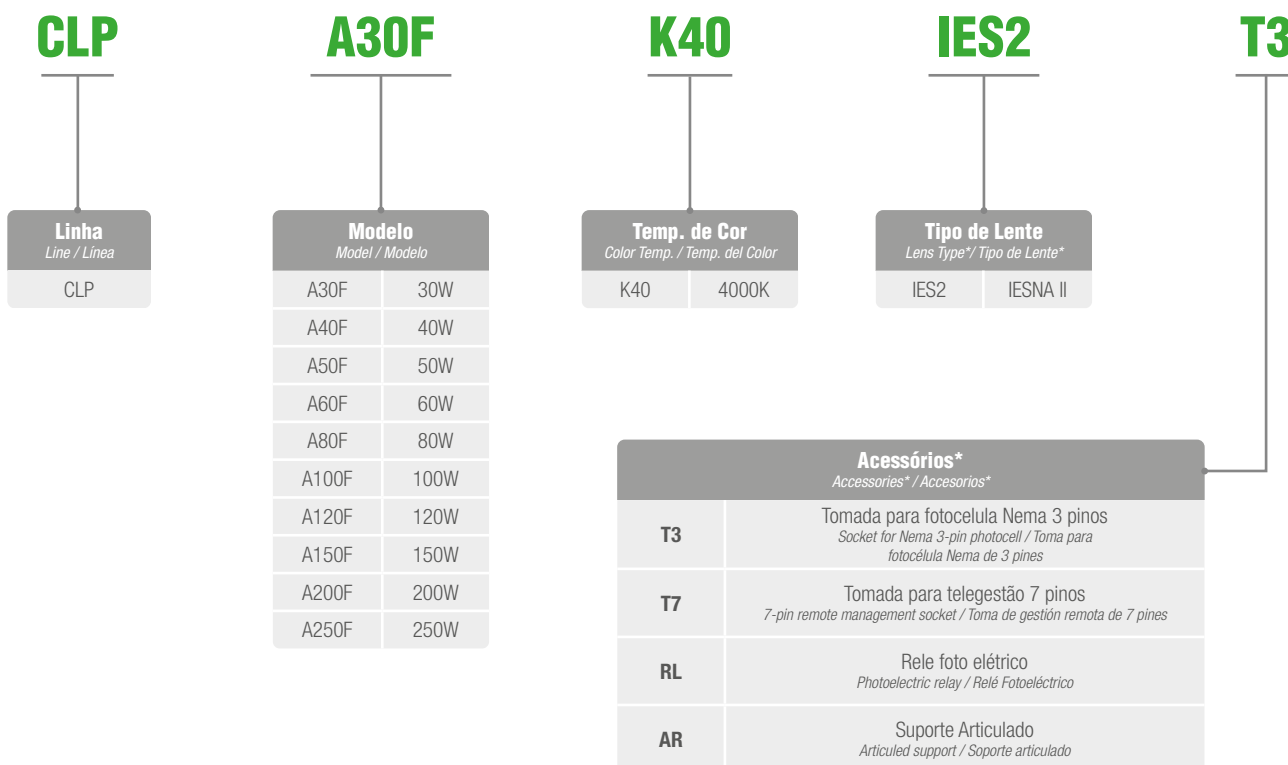 CLP A30F K40 IES2 T3
Linha
Line / Línea
CLP
Modelo
Model / Modelo
A30F 30W
A40F 40W
A50F 50W
A60F 60W
A80F 80W
A100F 100W
A120F 120W
A150F 150W
A200F 200W
A250F 250W
Temp. de Cor
Color Temp. / Temp. del Color
K40 4000K
Tipo de Lente
Lens Type*/ Tipo de Lente*
IES2 IESNA II
Acessórios*
Accessories* / Accesorios*
T3
Tomada para fotocelula Nema 3 pinos
Socket for Nema 3-pin photocell / Toma para
fotocélula Nema de 3 pines
T7
Tomada para telegestão 7 pinos
7-pin remote management socket / Toma de gestión remota de 7 pines
RL
Rele foto elétrico
Photoelectric relay / Relé Fotoeléctrico
AR
Suporte Articulado
Articuled support / Soporte articulado